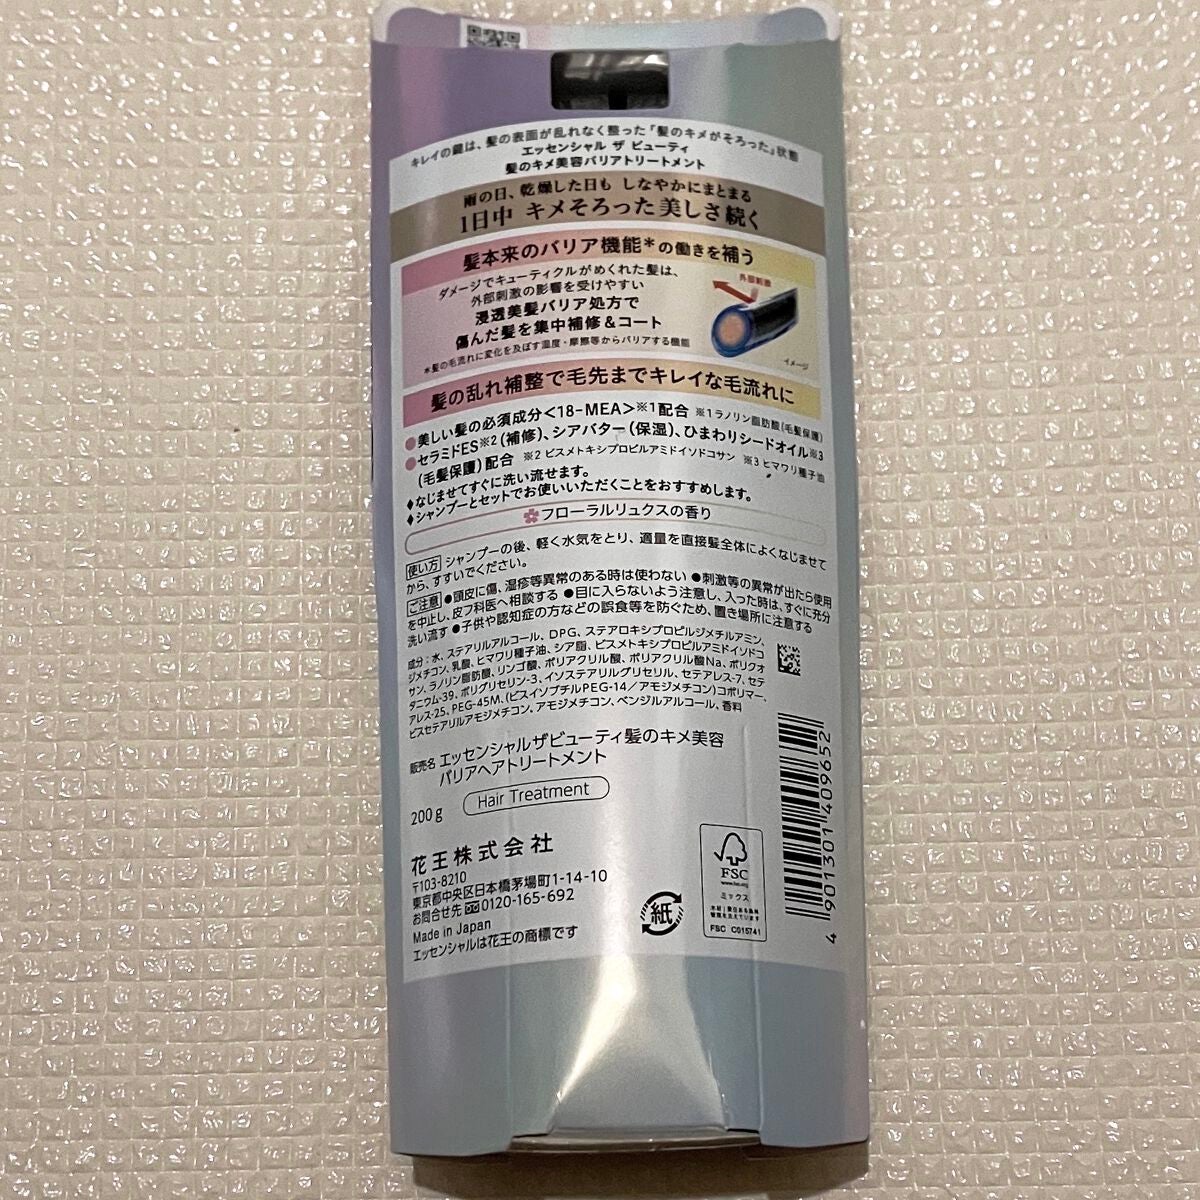 キレイの鍵は、髪の表面が乱れなく整った「髪のキメがそろった」状態
エッセンシャル ザ ビューティ
髪のキメ美容バリアトリートメント
雨の日、乾燥した日も しなやかにまとまる
1日中 キメそろった美しさ続く
髪本来のバリア機能*の働きを補う
ダメージでキューティクルがめくれた髪は、
外部刺激の影響を受けやすい
浸透美髪バリア処方で
傷んだ髪を集中補修&コート
*髪の毛流れに変化を及ぼす温度・摩擦等からバリアする機能
外部刺激
イメージ
髪の乱れ補整で毛先までキレイな毛流れに
●美しい髪の必須成分<18-MEA>※1配合 ※1ラノリン脂肪酸(毛髪保護)
●セラミドES※2(補修)、シアバター(保湿)、ひまわりシードオイル※3
(毛髪保護)配合 ※2 ビスメトキシプロピルアミドイソドコサン ※3 ヒマワリ種子油
♦なじませてすぐに洗い流せます。
♦シャンプーとセットでお使いいただくことをおすすめします。
フローラルリュクスの香り
使い方 シャンプーの後、軽く水気をとり、適量を直接髪全体によくなじませて
から、すすいでください。
ご注意 ●頭皮に傷、湿疹等異常のある時は使わない ●刺激等の異常が出たら使用
を中止し、皮フ科医へ相談する ●目に入らないよう注意し、入った時は、すぐに充分
洗い流す ●子供や認知症の方などの誤食等を防ぐため、置き場所に注意する
成分:水、ステアリルアルコール、DPG、ステアロキシプロピルジメチルアミン、
ジメチコン、乳酸、ヒマワリ種子油、シア脂、ビスメトキシプロピルアミドイソドコ
サン、ラノリン脂肪酸、リンゴ酸、ポリアクリル酸、ポリアクリル酸Na、ポリクオ
タニウム-39、ポリグリセリン-3、イソステアリルグリセリル、セテアレス-7、セテ
アレス-25、PEG-45M、(ビスイソブチルPEG-14/アモジメチコン)コポリマー、
ビスセテアリルアモジメチコン、アモジメチコン、ベンジルアルコール、香料
販売名 エッセンシャルザビューティ髪のキメ美容
バリアヘアトリートメント
200g Hair Treatment
花王株式会社
〒103-8210
東京都中央区日本橋茅場町1-14-10
お問合せ先 0120-165-692
Made in Japan
エッセンシャルは花王の商標です
紙
FSC
www.fsc.org
ミックス
FSC C015741
4 901301 409652